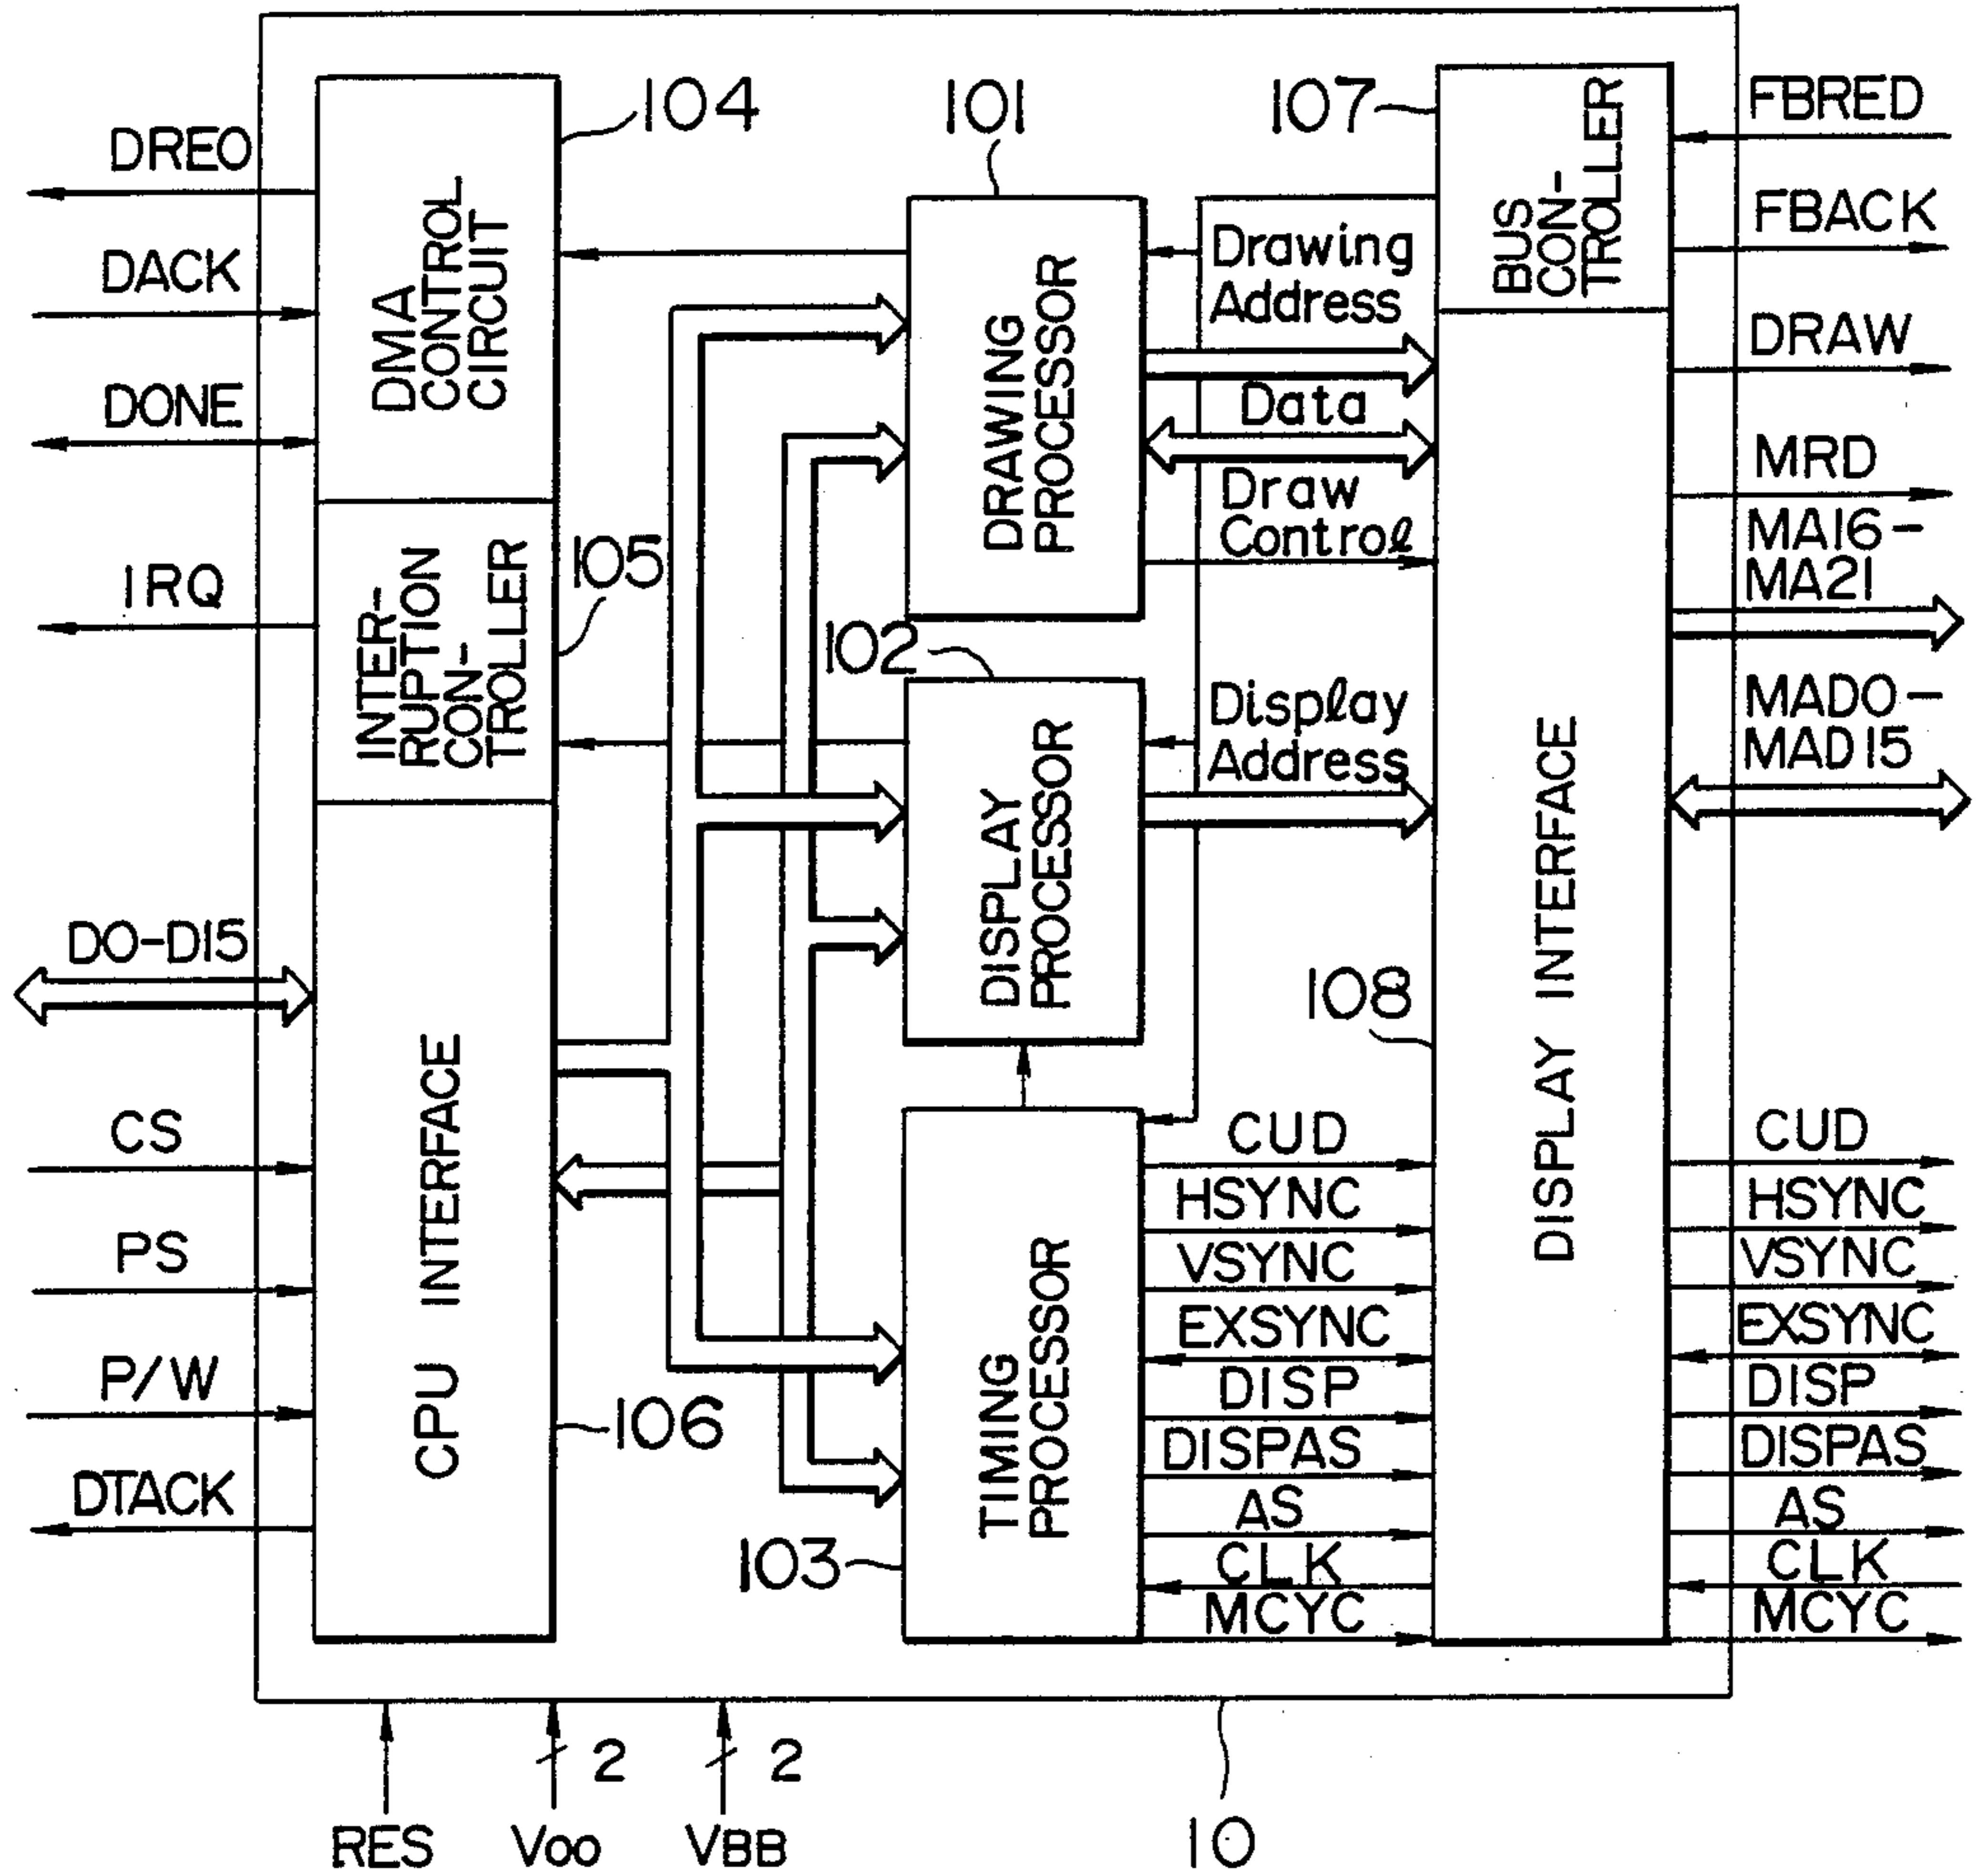 104
101
107
FBRED
DREO
DMA
CONTROL
CIRCUIT
BUS
CON-
TROLLER
FBACK
DACK
Drawing
Address
DRAWING
PROCESSOR
DRAW
DONE
Data
MRD
Draw
Control
MA16-
MA21
105
IRQ
INTER-
RUPTION
CON-
TROLLER
102
Display
Address
MAD0-
MAD15
DISPLAY
PROCESSOR
DISPLAY INTERFACE
D0-D15
108
CPU INTERFACE
CS
CUD
CUD
HSYNC
HSYNC
PS
VSYNC
VSYNC
EXSYNC
EXSYNC
TIMING
PROCESSOR
P/W
DISP
DISP
106
DISPAS
DISPAS
DTACK
AS
AS
103
CLK
CLK
MCYC
MCYC
2
2
RES
Voo
VBB
10